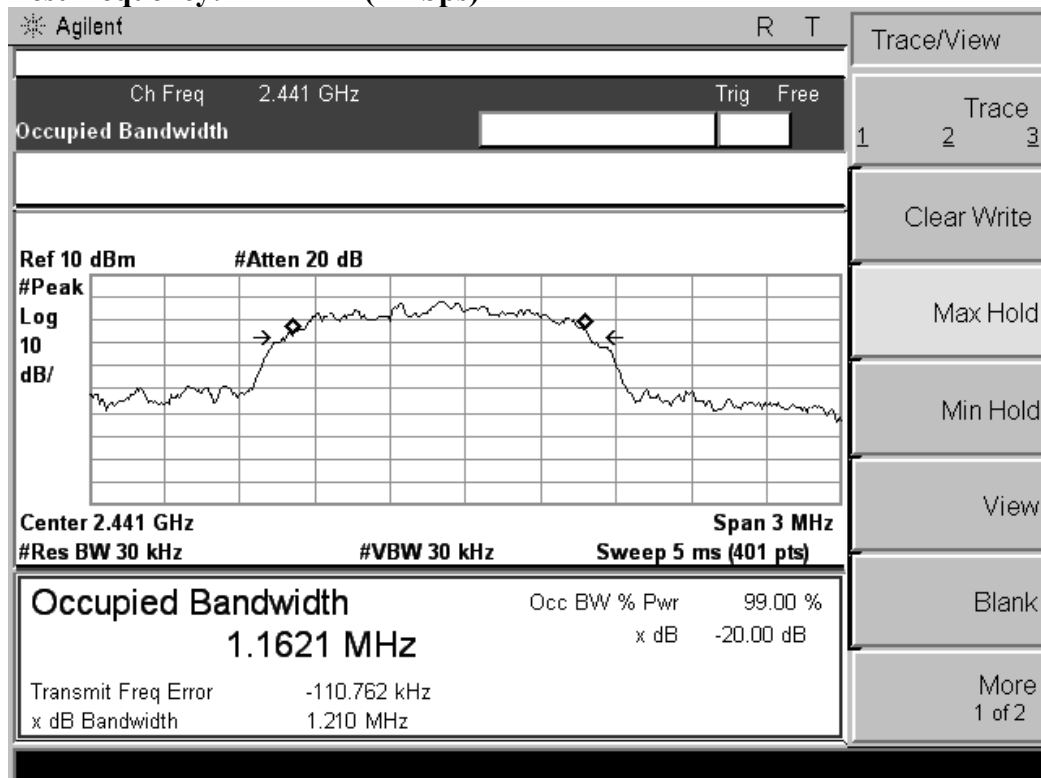 Agilent
R T
Trace/View
Ch Freq 2.441 GHz Trig Free
Occupied Bandwidth
Trace
1 2 3
Clear Write
Ref 10 dBm #Atten 20 dB
#Peak
Log
10
dB/
Max Hold
Min Hold
Center 2.441 GHz Span 3 MHz
#Res BW 30 kHz #VBW 30 kHz Sweep 5 ms (401 pts)
View
Occupied Bandwidth
1.1621 MHz
Occ BW % Pwr 99.00 %
x dB -20.00 dB
Blank
Transmit Freq Error -110.762 kHz
x dB Bandwidth 1.210 MHz
More
1 of 2